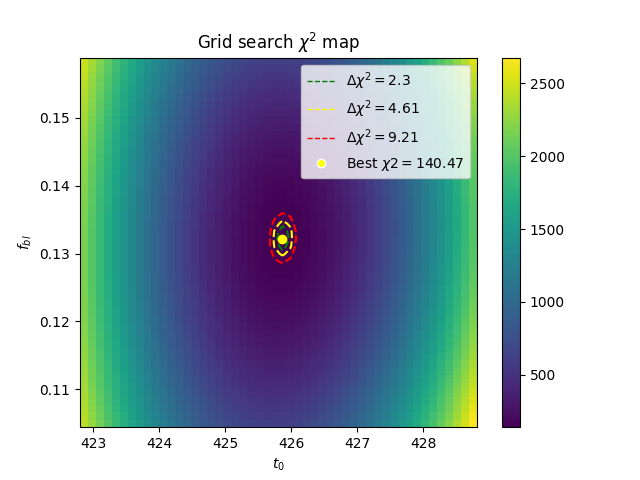 Grid search χ² map
Δχ² = 2.3
Δχ² = 4.61
Δχ² = 9.21
Best χ2 = 140.47
0.15
0.14
0.13
0.12
0.11
f_bl
423
424
425
426
427
428
t₀
2500
2000
1500
1000
500